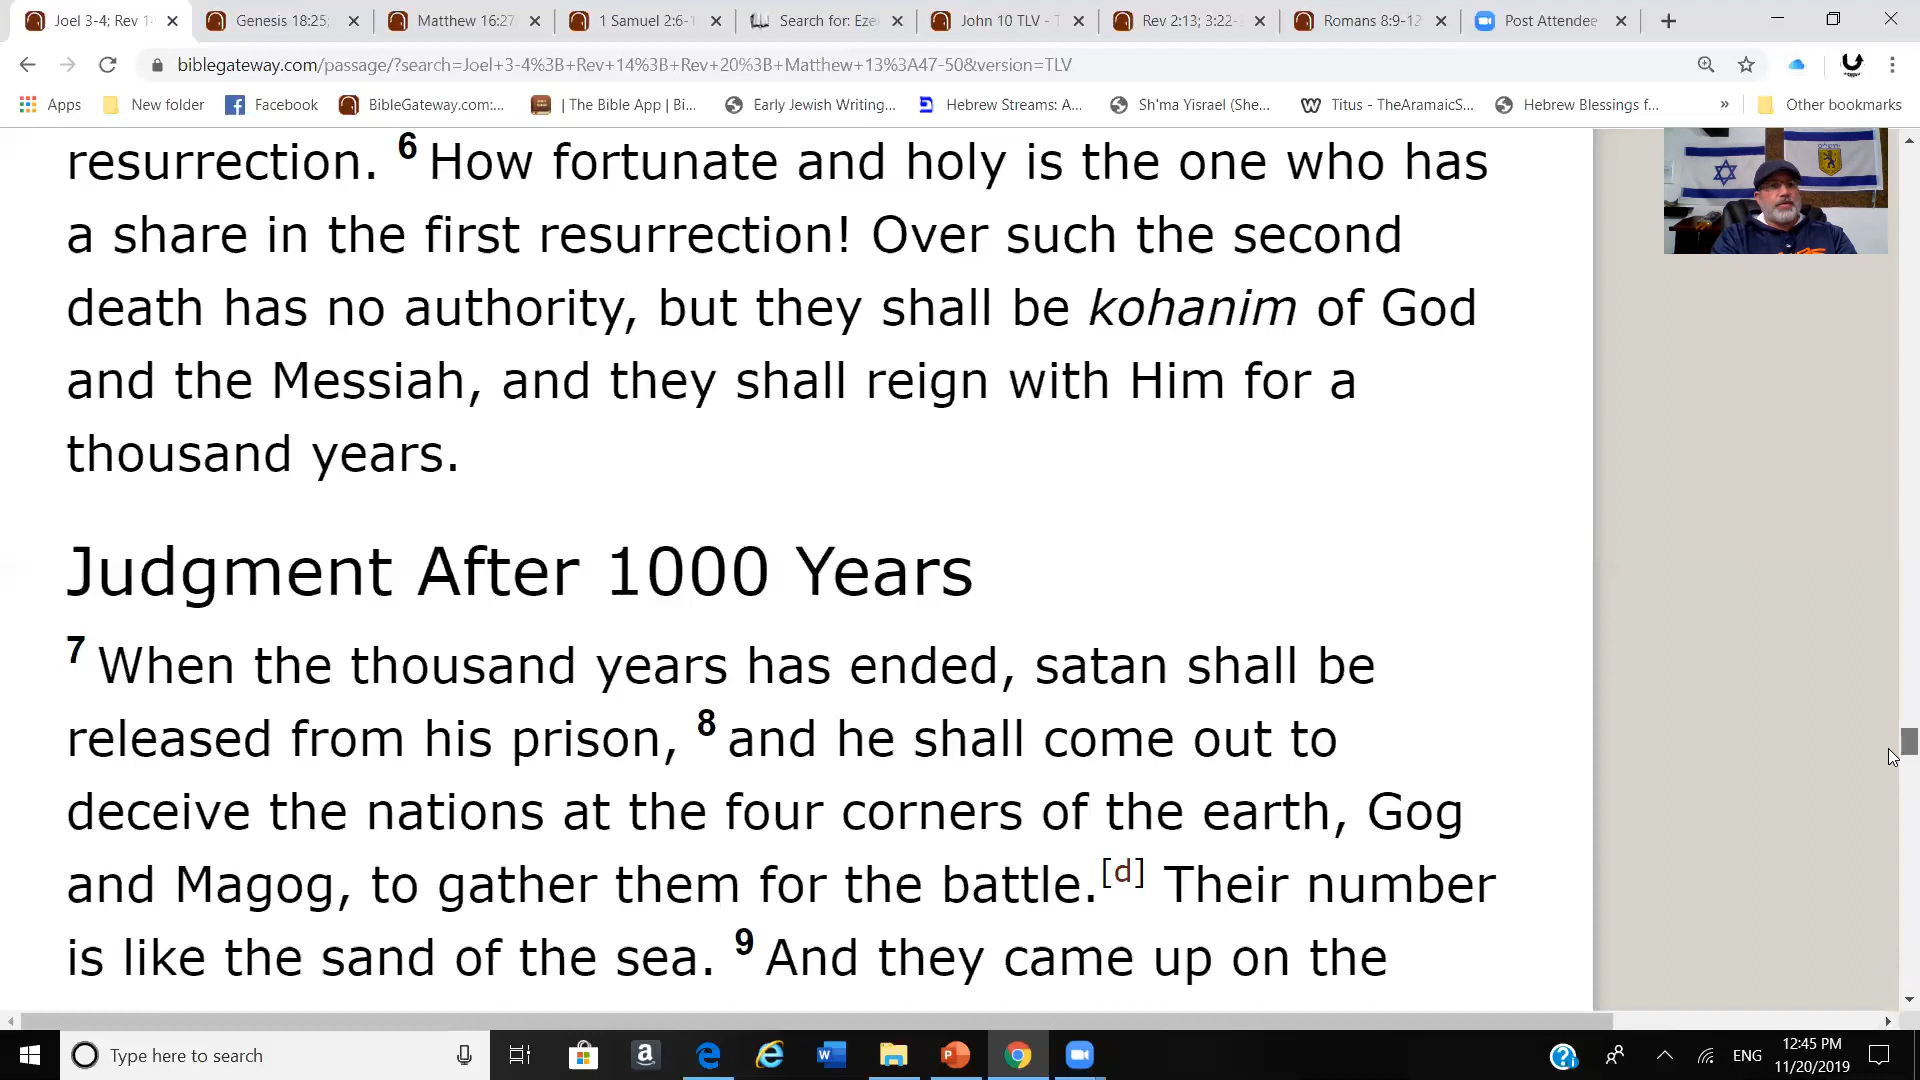 Joel 3-4; Rev 14
Genesis 18:25;
Matthew 16:27
1 Samuel 2:6-1
Search for: Eze
John 10 TLV - T
Rev 2:13; 3:22-
Romans 8:9-12
Post Attendee
biblegateway.com/passage/?search=Joel+3-4%3B+Rev+14%3B+Rev+20%3B+Matthew+13%3A47-50&version=TLV
Apps
New folder
Facebook
BibleGateway.com:...
| The Bible App | Bi...
Early Jewish Writing...
Hebrew Streams: A...
Sh'ma Yisrael (She...
Titus - TheAramaicS...
Hebrew Blessings f...
»
Other bookmarks
resurrection. 6 How fortunate and holy is the one who has
a share in the first resurrection! Over such the second
death has no authority, but they shall be kohanim of God
and the Messiah, and they shall reign with Him for a
thousand years.
Judgment After 1000 Years
7 When the thousand years has ended, satan shall be
released from his prison, 8 and he shall come out to
deceive the nations at the four corners of the earth, Gog
and Magog, to gather them for the battle.[d] Their number
is like the sand of the sea. 9 And they came up on the
Type here to search
ENG
12:45 PM
11/20/2019